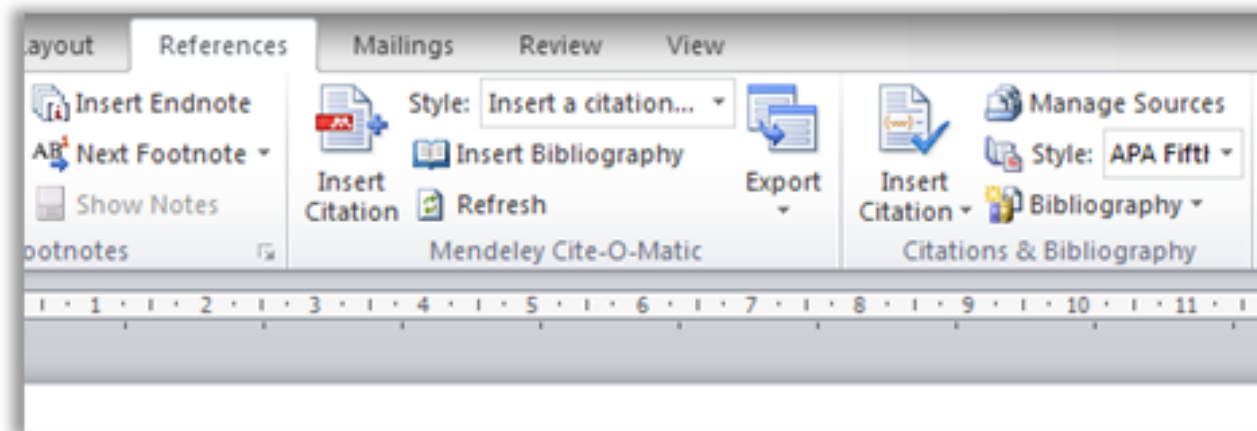 ayout References Mailings Review View
Insert Endnote
Next Footnote
Show Notes
ootnotes
Insert
Citation
Style: Insert a citation...
Insert Bibliography
Refresh
Export
Mendeley Cite-O-Matic
Insert
Citation
Manage Sources
Style: APA Fifth
Bibliography
Citations & Bibliography
1 2 3 4 5 6 7 8 9 10 11